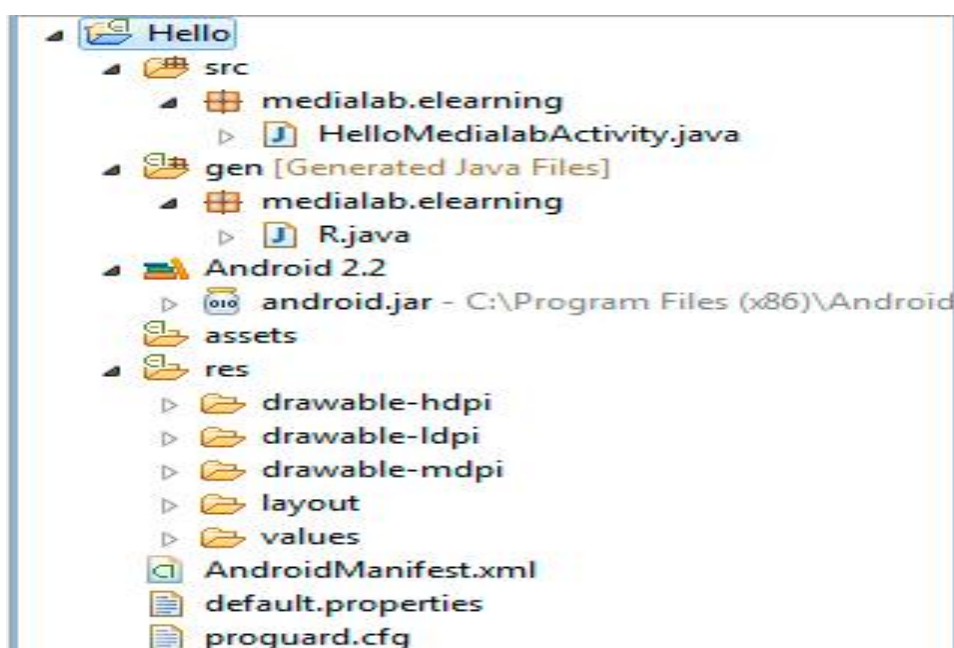 Hello
src
medialab.elearning
HelloMedialabActivity.java
gen [Generated Java Files]
medialab.elearning
R.java
Android 2.2
android.jar - C:\Program Files (x86)\Android
assets
res
drawable-hdpi
drawable-ldpi
drawable-mdpi
layout
values
AndroidManifest.xml
default.properties
proguard.cfg